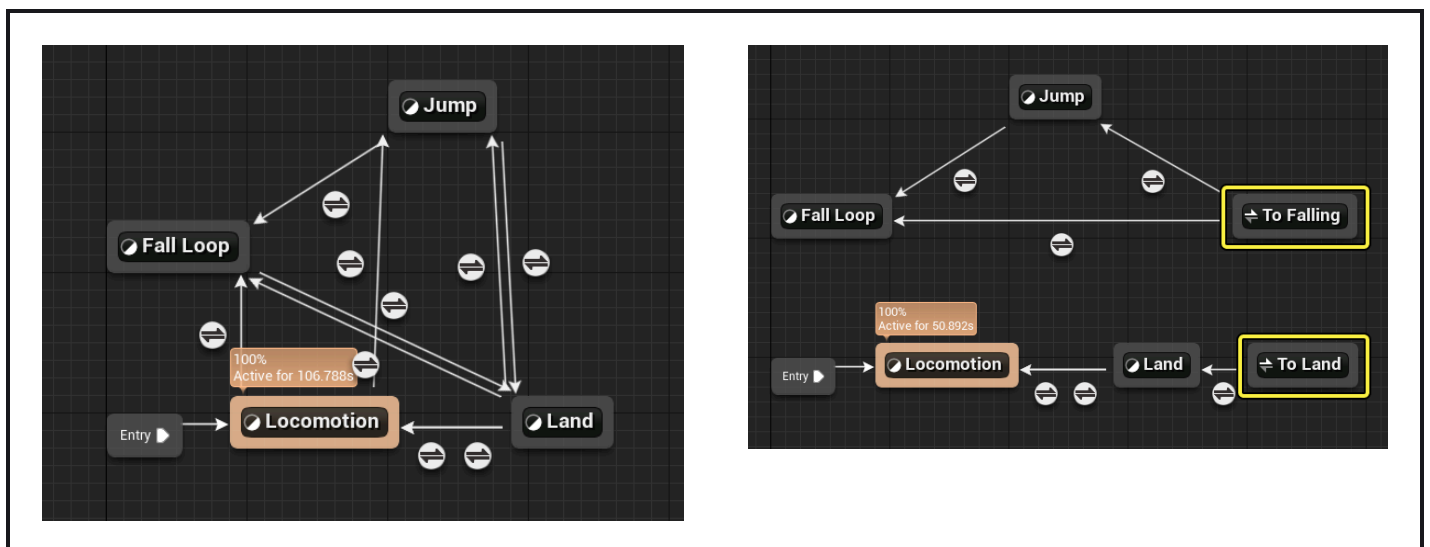 Jump
Fall Loop
100%
Active for 106.788s
Entry
Locomotion
Land
Jump
Fall Loop
To Falling
100%
Active for 50.892s
Entry
Locomotion
Land
To Land